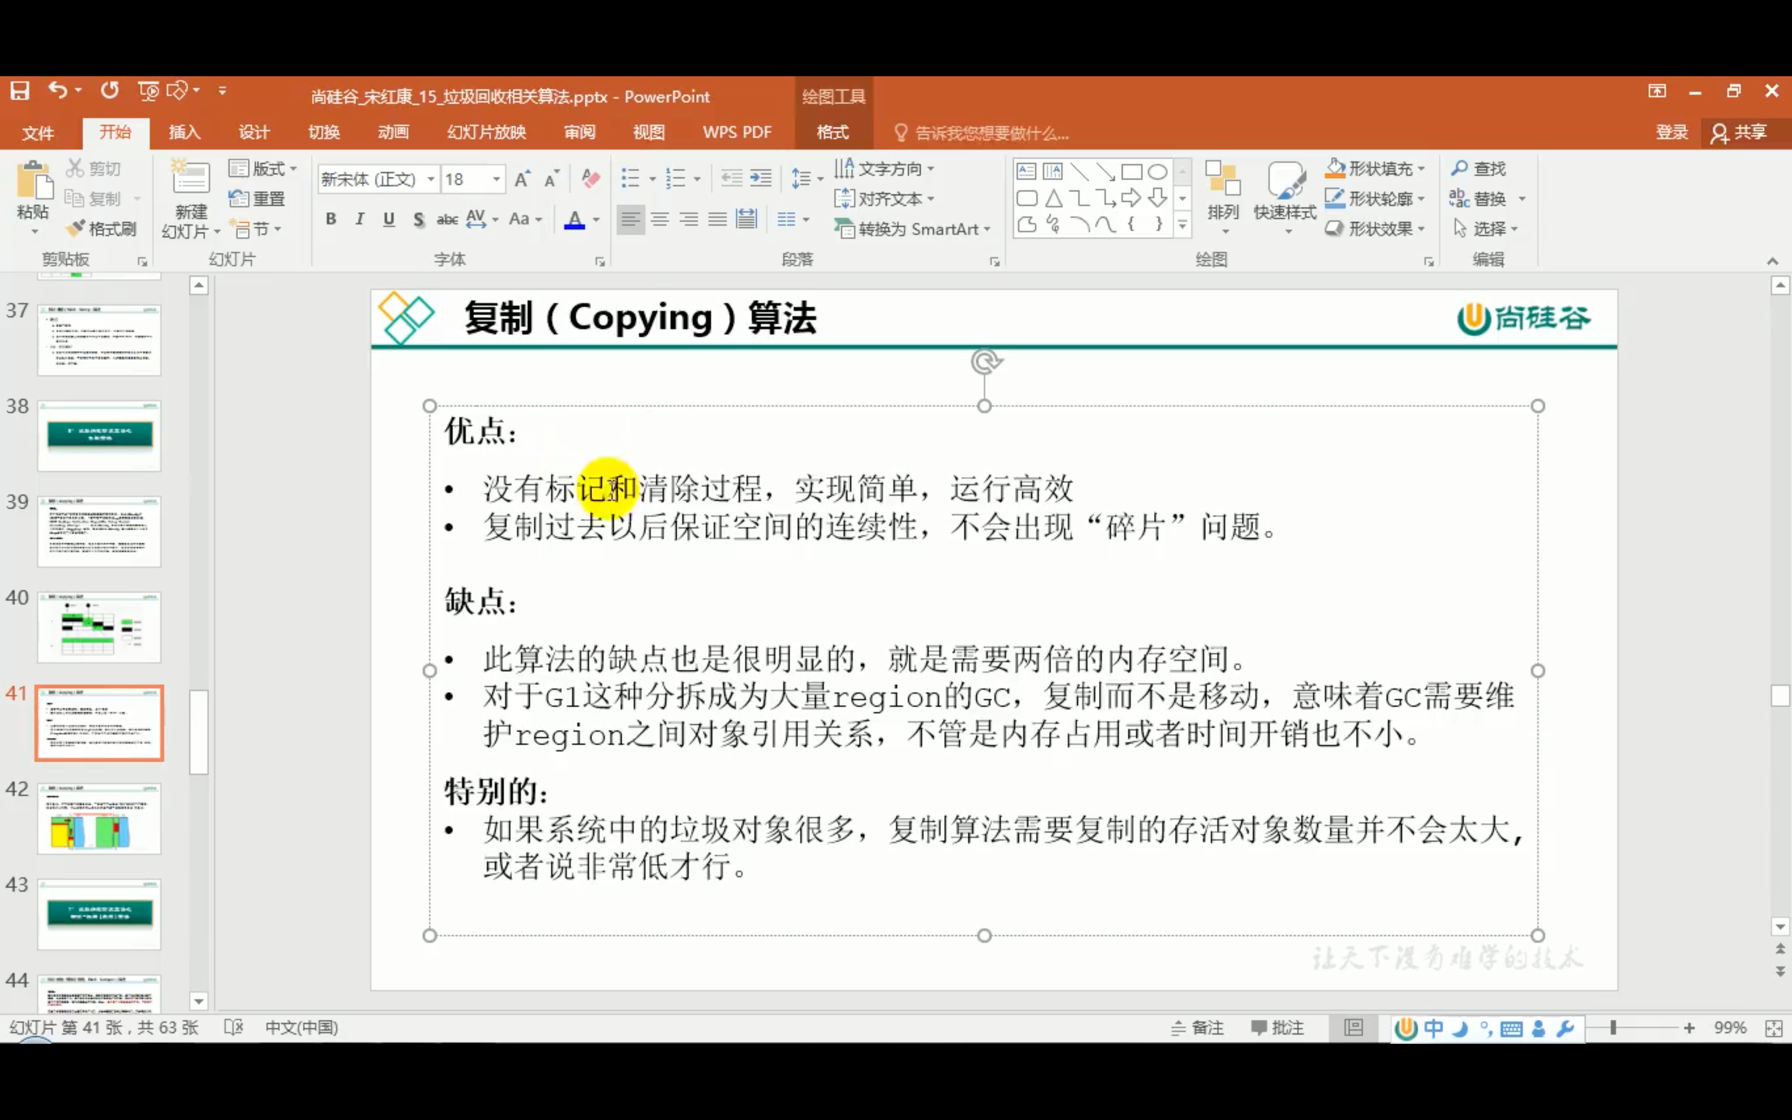 尚硅谷_宋红康_15_垃圾回收相关算法.pptx - PowerPoint
绘图工具
文件 开始 插入 设计 切换 动画 幻灯片放映 审阅 视图 WPS PDF 格式 告诉我您想要做什么... 登录 共享
粘贴
剪切
复制
格式刷
剪贴板
新建
幻灯片
版式
重置
节
幻灯片
新宋体 (正文) 18
B I U S abc AV Aa A
字体
文字方向
对齐文本
转换为 SmartArt
段落
排列
快速样式
形状填充
形状轮廓
形状效果
绘图
查找
替换
选择
编辑
37
38
39
40
41
42
43
44
复制（Copying）算法
尚硅谷
优点：
• 没有标记和清除过程，实现简单，运行高效
• 复制过去以后保证空间的连续性，不会出现“碎片”问题。
缺点：
• 此算法的缺点也是很明显的，就是需要两倍的内存空间。
• 对于G1这种分拆成为大量region的GC，复制而不是移动，意味着GC需要维
护region之间对象引用关系，不管是内存占用或者时间开销也不小。
特别的：
• 如果系统中的垃圾对象很多，复制算法需要复制的存活对象数量并不会太大，
或者说非常低才行。
让天下没有难学的技术
幻灯片 第 41 张，共 63 张 中文(中国) 备注 批注 中 99%